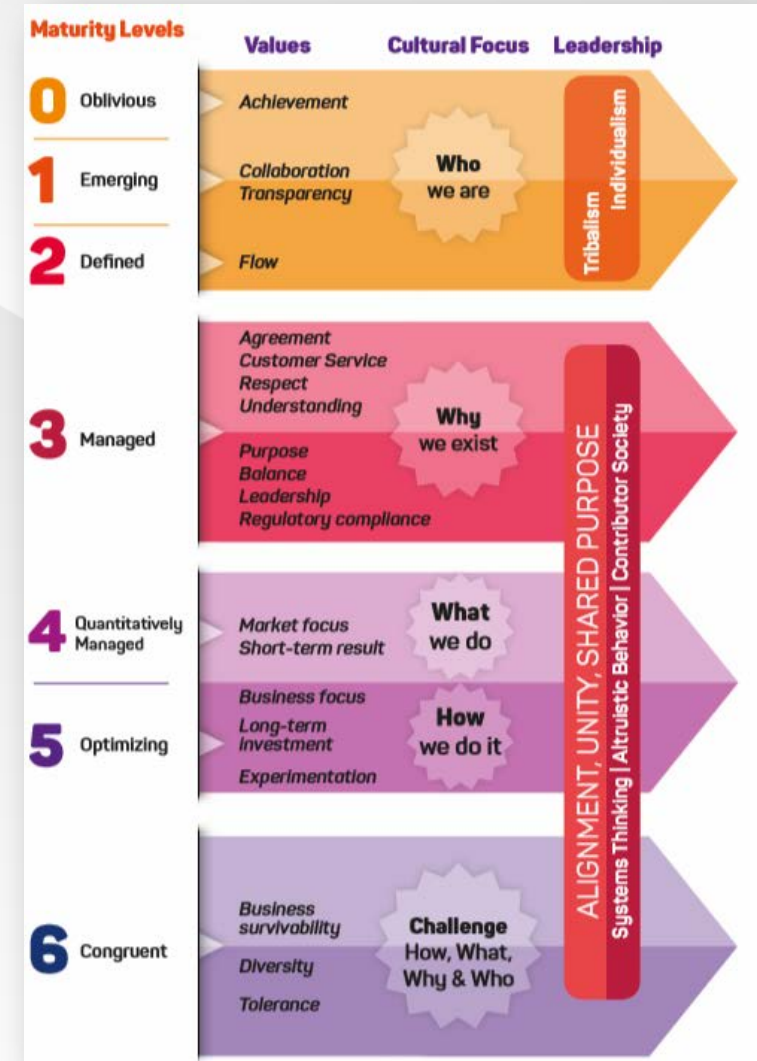 Maturity Levels
Values
Cultural Focus
Leadership
0
Oblivious
Achievement
1
Emerging
Collaboration
Transparency
Who
we are
Tribalism
Individualism
2
Defined
Flow
3
Managed
Agreement
Customer Service
Respect
Understanding
Purpose
Balance
Leadership
Regulatory compliance
Why
we exist
ALIGNMENT, UNITY, SHARED PURPOSE
Systems Thinking | Altruistic Behavior | Contributor Society
4
Quantitatively
Managed
Market focus
Short-term result
What
we do
5
Optimizing
Business focus
Long-term
investment
Experimentation
How
we do it
6
Congruent
Business
survivability
Diversity
Tolerance
Challenge
How, What,
Why & Who